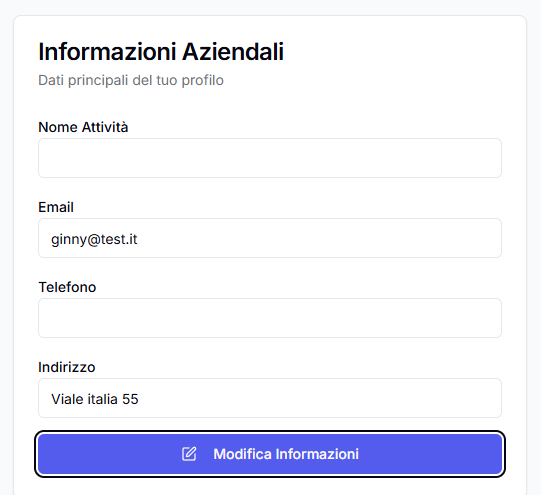 Informazioni Aziendali
Dati principali del tuo profilo
Nome Attività
Email
ginny@test.it
Telefono
Indirizzo
Viale italia 55
Modifica Informazioni